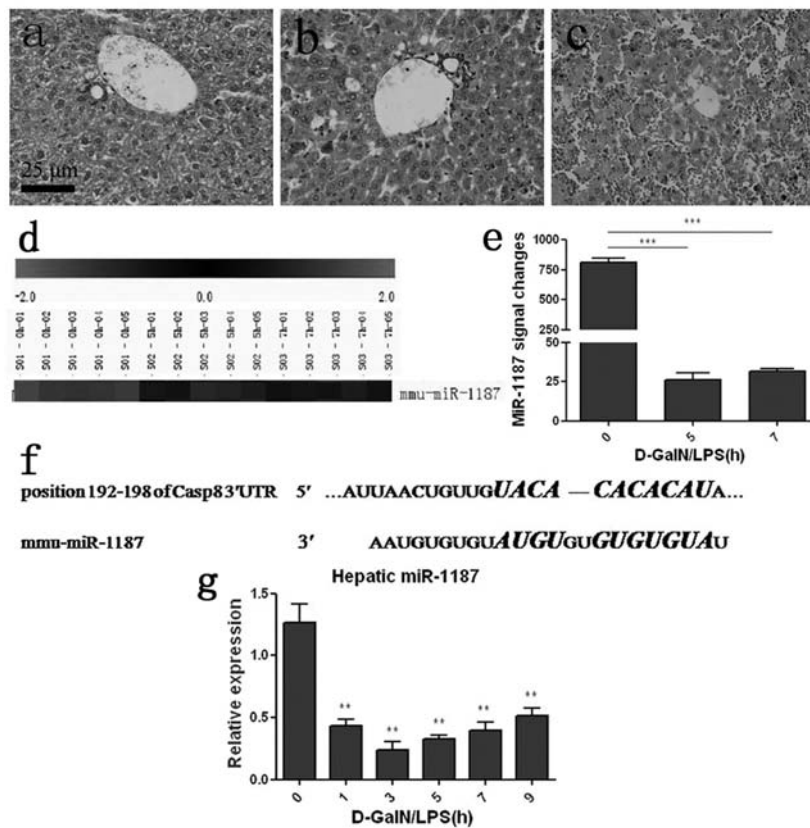 a
b
c
25 µm
d
-2.0 0.0 2.0
S01 - 0h-01
S01 - 0h-02
S01 - 0h-03
S01 - 0h-04
S01 - 0h-05
S02 - 5h-01
S02 - 5h-02
S02 - 5h-03
S02 - 5h-04
S02 - 5h-05
S03 - 7h-01
S03 - 7h-02
S03 - 7h-03
S03 - 7h-04
S03 - 7h-05
mmu-miR-1187
e
MiR-1187 signal changes
1000
750
500
250
50
25
0
***
***
0 5 7
D-GalN/LPS(h)
f
position 192-198 of Casp8 3'UTR 5' ...AUUAACUGUUGUACA — CACACAUA...
mmu-miR-1187 3' AAUGUGUGUAUGUGUGUGUGUAU
g
Hepatic miR-1187
Relative expression
1.5
1.0
0.5
0.0
** ** ** ** **
0 1 3 5 7 9
D-GalN/LPS(h)